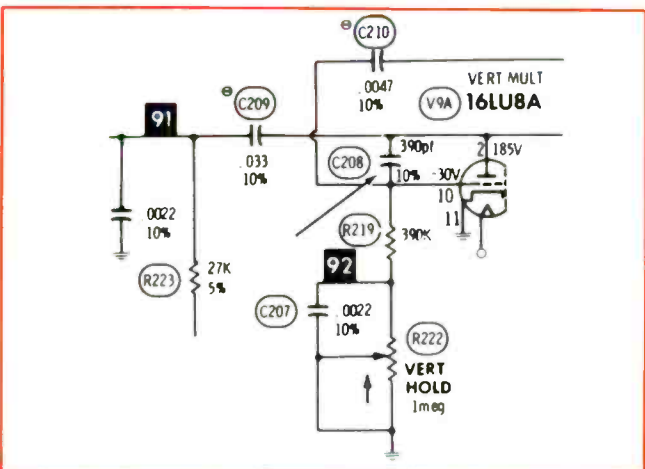 ⊖ C210
.0047
10%
VERT MULT
V9A 16LU8A
⊖ C209
91
.033
10%
C208
390pf
10%
2 185V
-30V
10
11
.0022
10%
R219
390K
R223
27K
5%
92
C207
.0022
10%
R222
VERT
HOLD
1meg